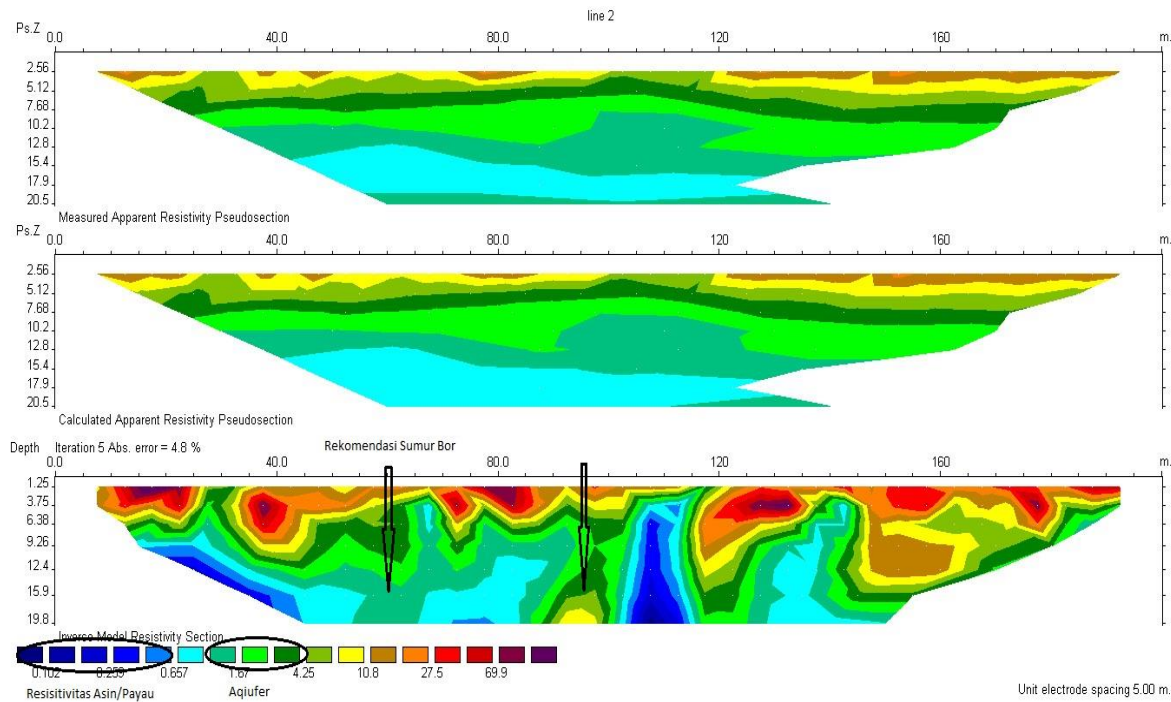 line 2
Ps.Z 0.0 40.0 80.0 120 160 m.
2.56
5.12
7.68
10.2
12.8
15.4
17.9
20.5
Measured Apparent Resistivity Pseudosection
Ps.Z 0.0 40.0 80.0 120 160 m.
2.56
5.12
7.68
10.2
12.8
15.4
17.9
20.5
Calculated Apparent Resistivity Pseudosection
Rekomendasi Sumur Bor
Depth Iteration 5 Abs. error = 4.8 %
0.0 40.0 80.0 120 160 m.
1.25
3.75
6.38
9.26
12.4
15.9
19.8
Inverse Model Resistivity Section
0.102 0.259 0.667 1.67 4.25 10.8 27.5 69.9
Resisitivitas Asin/Payau Aqiufer
Unit electrode spacing 5.00 m.